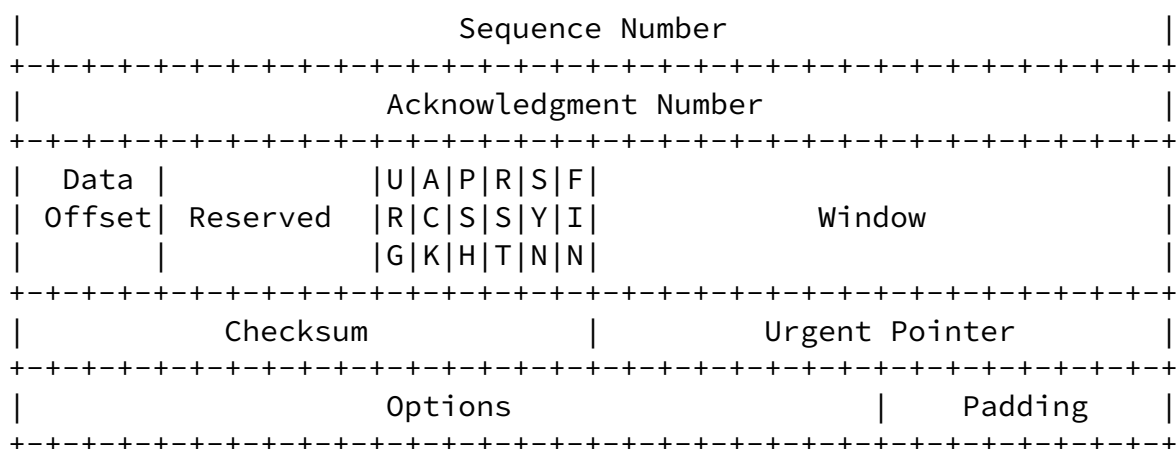 |                        Sequence Number                        |
+-+-+-+-+-+-+-+-+-+-+-+-+-+-+-+-+-+-+-+-+-+-+-+-+-+-+-+-+-+-+-+-+
|                    Acknowledgment Number                      |
+-+-+-+-+-+-+-+-+-+-+-+-+-+-+-+-+-+-+-+-+-+-+-+-+-+-+-+-+-+-+-+-+
|  Data |           |U|A|P|R|S|F|                               |
| Offset| Reserved  |R|C|S|S|Y|I|            Window             |
|       |           |G|K|H|T|N|N|                               |
+-+-+-+-+-+-+-+-+-+-+-+-+-+-+-+-+-+-+-+-+-+-+-+-+-+-+-+-+-+-+-+-+
|           Checksum            |         Urgent Pointer        |
+-+-+-+-+-+-+-+-+-+-+-+-+-+-+-+-+-+-+-+-+-+-+-+-+-+-+-+-+-+-+-+-+
|                    Options                    |    Padding    |
+-+-+-+-+-+-+-+-+-+-+-+-+-+-+-+-+-+-+-+-+-+-+-+-+-+-+-+-+-+-+-+-+